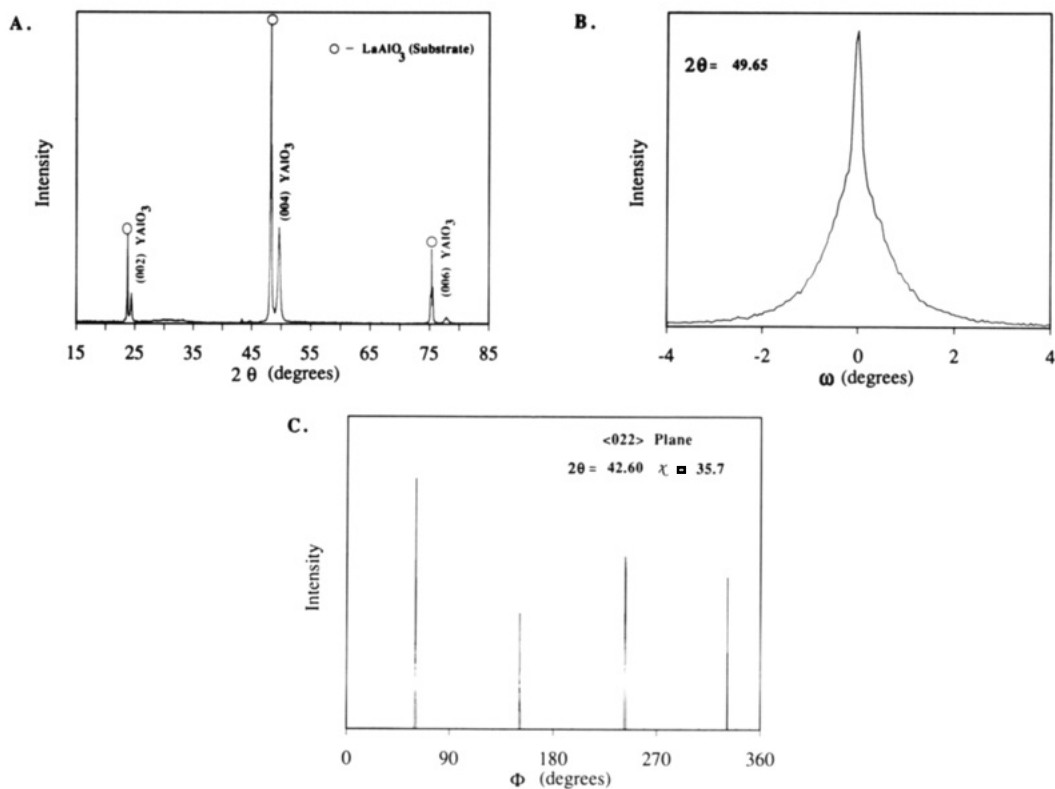 A.
○ – LaAlO3 (Substrate)
Intensity
(002) YAlO3
(004) YAlO3
(006) YAlO3
15 25 35 45 55 65 75 85
2 θ (degrees)
B.
2θ = 49.65
Intensity
-4 -2 0 2 4
ω (degrees)
C.
<022> Plane
2θ = 42.60 χ = 35.7
Intensity
0 90 180 270 360
Φ (degrees)